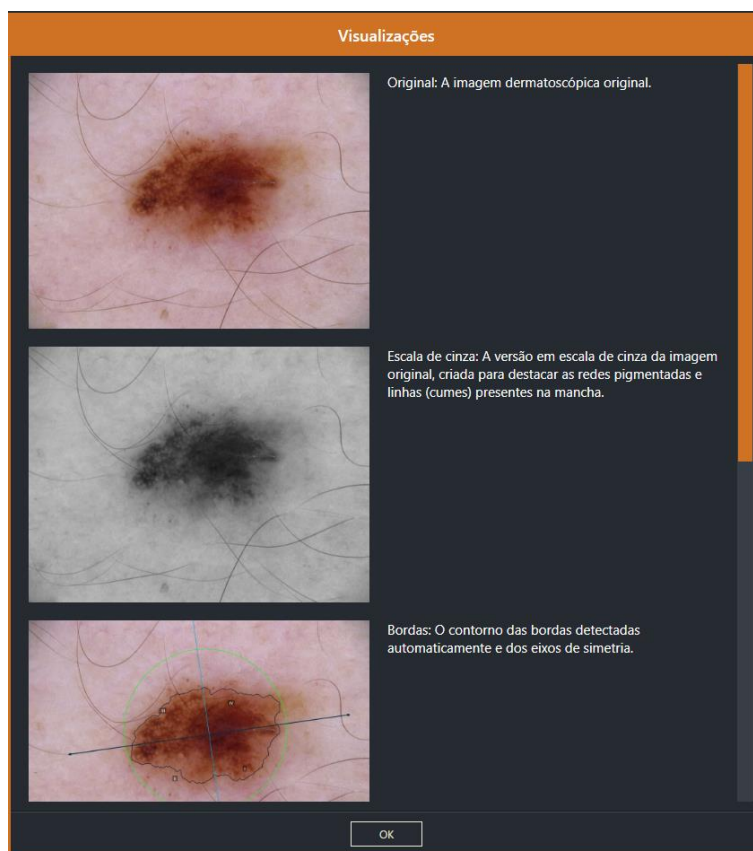 Visualizações
Original: A imagem dermatoscópica original.
Escala de cinza: A versão em escala de cinza da imagem
original, criada para destacar as redes pigmentadas e
linhas (cumes) presentes na mancha.
Bordas: O contorno das bordas detectadas
automaticamente e dos eixos de simetria.
OK